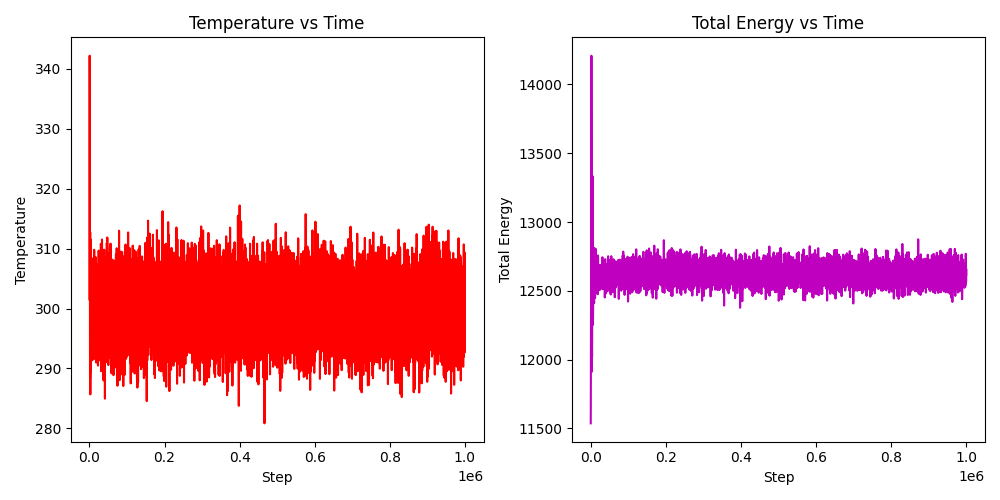 Temperature vs Time
Temperature
340
330
320
310
300
290
280
0.0 0.2 0.4 0.6 0.8 1.0
1e6
Step
Total Energy vs Time
Total Energy
14000
13500
13000
12500
12000
11500
0.0 0.2 0.4 0.6 0.8 1.0
1e6
Step